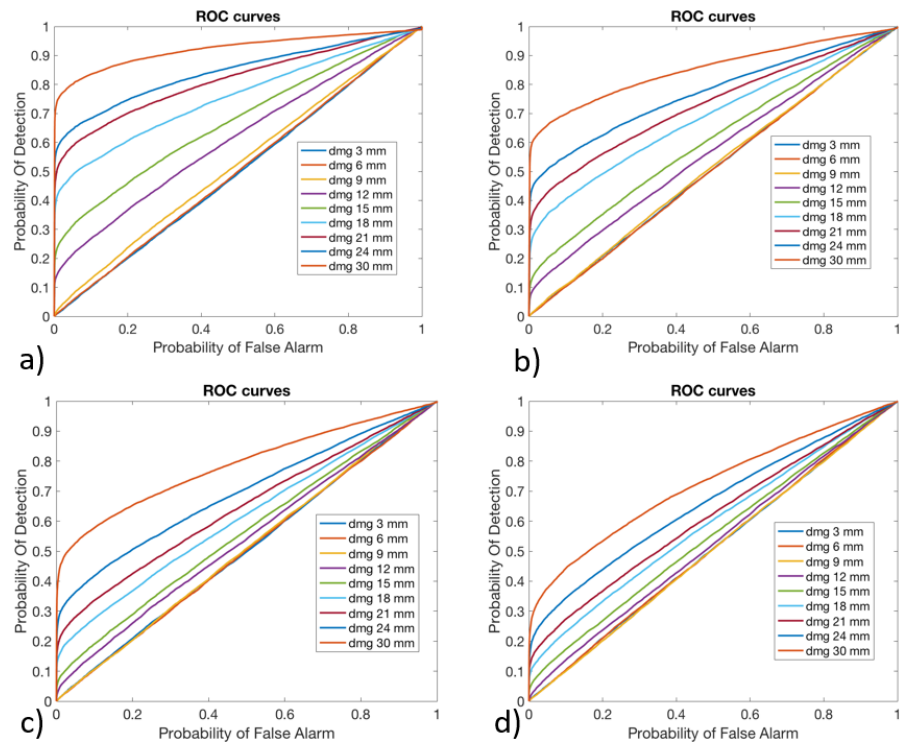 ROC curves
Probability Of Detection
1
0.9
0.8
0.7
0.6
0.5
0.4
0.3
0.2
0.1
0
dmg 3 mm
dmg 6 mm
dmg 9 mm
dmg 12 mm
dmg 15 mm
dmg 18 mm
dmg 21 mm
dmg 24 mm
dmg 30 mm
0 0.2 0.4 0.6 0.8 1
Probability of False Alarm
a)
ROC curves
Probability Of Detection
1
0.9
0.8
0.7
0.6
0.5
0.4
0.3
0.2
0.1
0
dmg 3 mm
dmg 6 mm
dmg 9 mm
dmg 12 mm
dmg 15 mm
dmg 18 mm
dmg 21 mm
dmg 24 mm
dmg 30 mm
0 0.2 0.4 0.6 0.8 1
Probability of False Alarm
b)
ROC curves
Probability Of Detection
1
0.9
0.8
0.7
0.6
0.5
0.4
0.3
0.2
0.1
0
dmg 3 mm
dmg 6 mm
dmg 9 mm
dmg 12 mm
dmg 15 mm
dmg 18 mm
dmg 21 mm
dmg 24 mm
dmg 30 mm
0 0.2 0.4 0.6 0.8 1
Probability of False Alarm
c)
ROC curves
Probability Of Detection
1
0.9
0.8
0.7
0.6
0.5
0.4
0.3
0.2
0.1
0
dmg 3 mm
dmg 6 mm
dmg 9 mm
dmg 12 mm
dmg 15 mm
dmg 18 mm
dmg 21 mm
dmg 24 mm
dmg 30 mm
0 0.2 0.4 0.6 0.8 1
Probability of False Alarm
d)